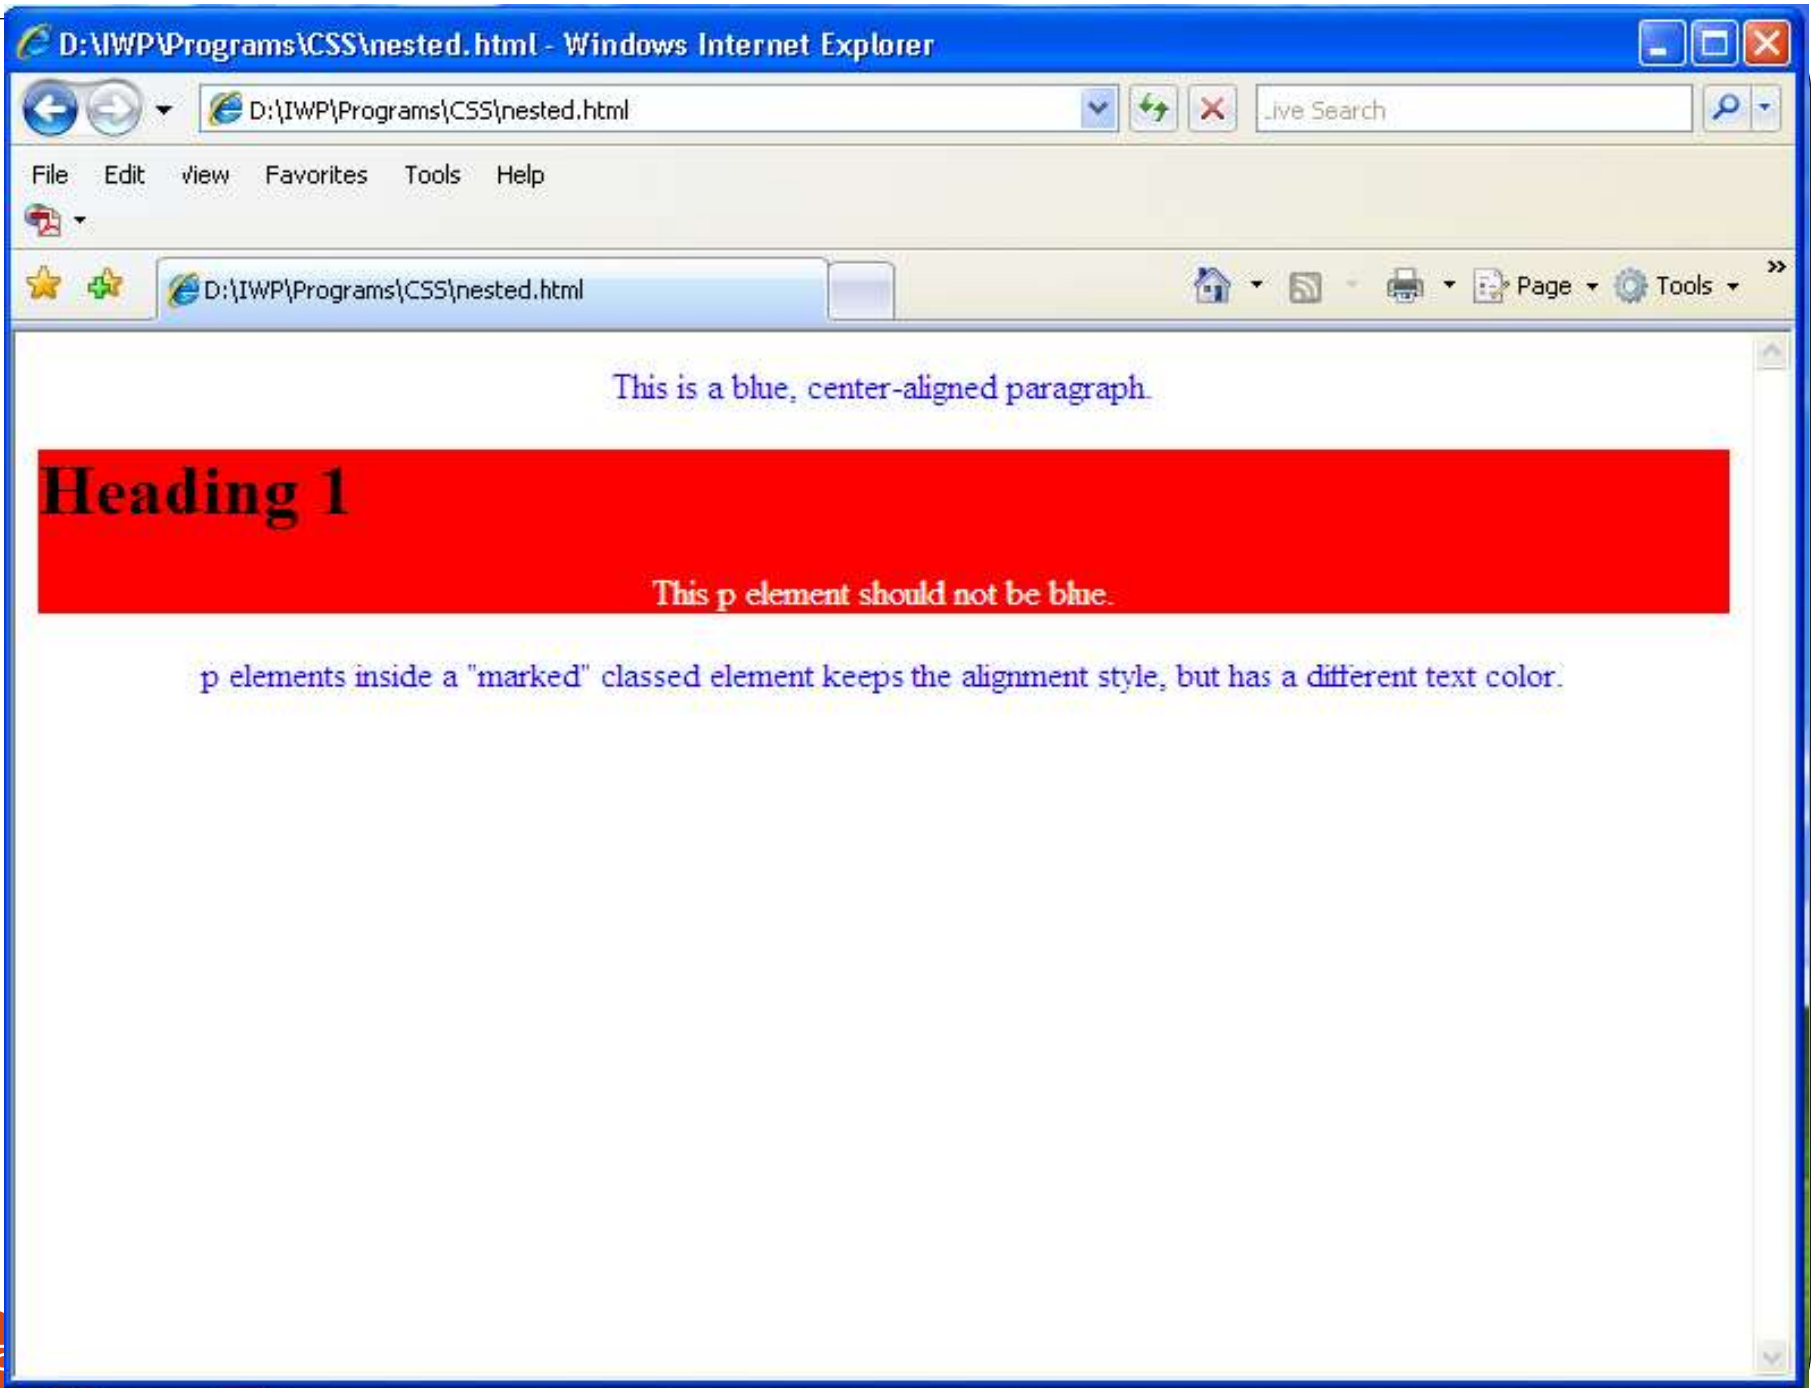 D:\IWP\Programs\CSS\nested.html - Windows Internet Explorer
D:\IWP\Programs\CSS\nested.html
Live Search
File Edit View Favorites Tools Help
D:\IWP\Programs\CSS\nested.html
Page Tools »
This is a blue, center-aligned paragraph.
Heading 1
This p element should not be blue.
p elements inside a "marked" classed element keeps the alignment style, but has a different text color.